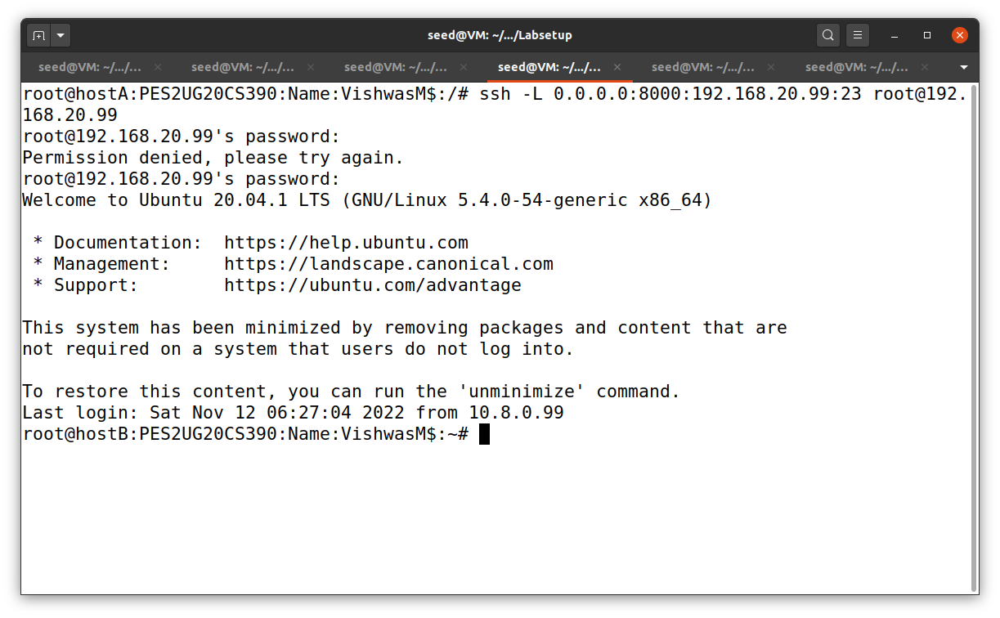 seed@VM: ~/.../Labsetup
seed@VM: ~/.../... seed@VM: ~/.../... seed@VM: ~/.../... seed@VM: ~/.../... seed@VM: ~/.../... seed@VM: ~/.../...
root@hostA:PES2UG20CS390:Name:VishwasM$:/# ssh -L 0.0.0.0:8000:192.168.20.99:23 root@192.
168.20.99
root@192.168.20.99's password:
Permission denied, please try again.
root@192.168.20.99's password:
Welcome to Ubuntu 20.04.1 LTS (GNU/Linux 5.4.0-54-generic x86_64)
* Documentation:  https://help.ubuntu.com
* Management:     https://landscape.canonical.com
* Support:        https://ubuntu.com/advantage
This system has been minimized by removing packages and content that are
not required on a system that users do not log into.
To restore this content, you can run the 'unminimize' command.
Last login: Sat Nov 12 06:27:04 2022 from 10.8.0.99
root@hostB:PES2UG20CS390:Name:VishwasM$:~#